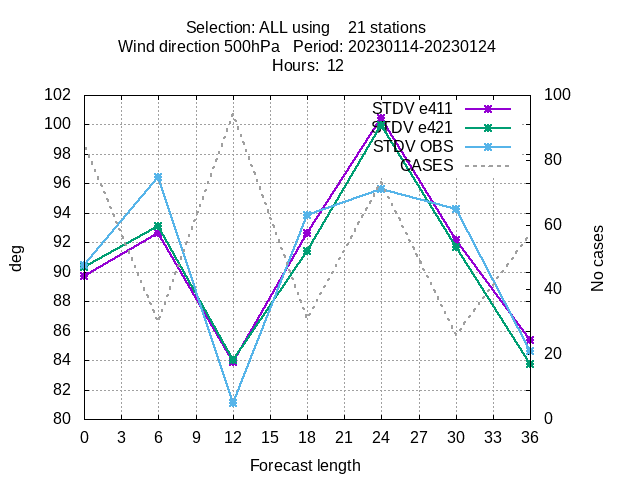 Selection: ALL using 21 stations
Wind direction 500hPa Period: 20230114-20230124
Hours: 12
STDV e411
STDV e421
STDV OBS
CASES
102
100
98
96
94
92
90
88
86
84
82
80
deg
100
80
60
40
20
0
No cases
0 3 6 9 12 15 18 21 24 27 30 33 36
Forecast length